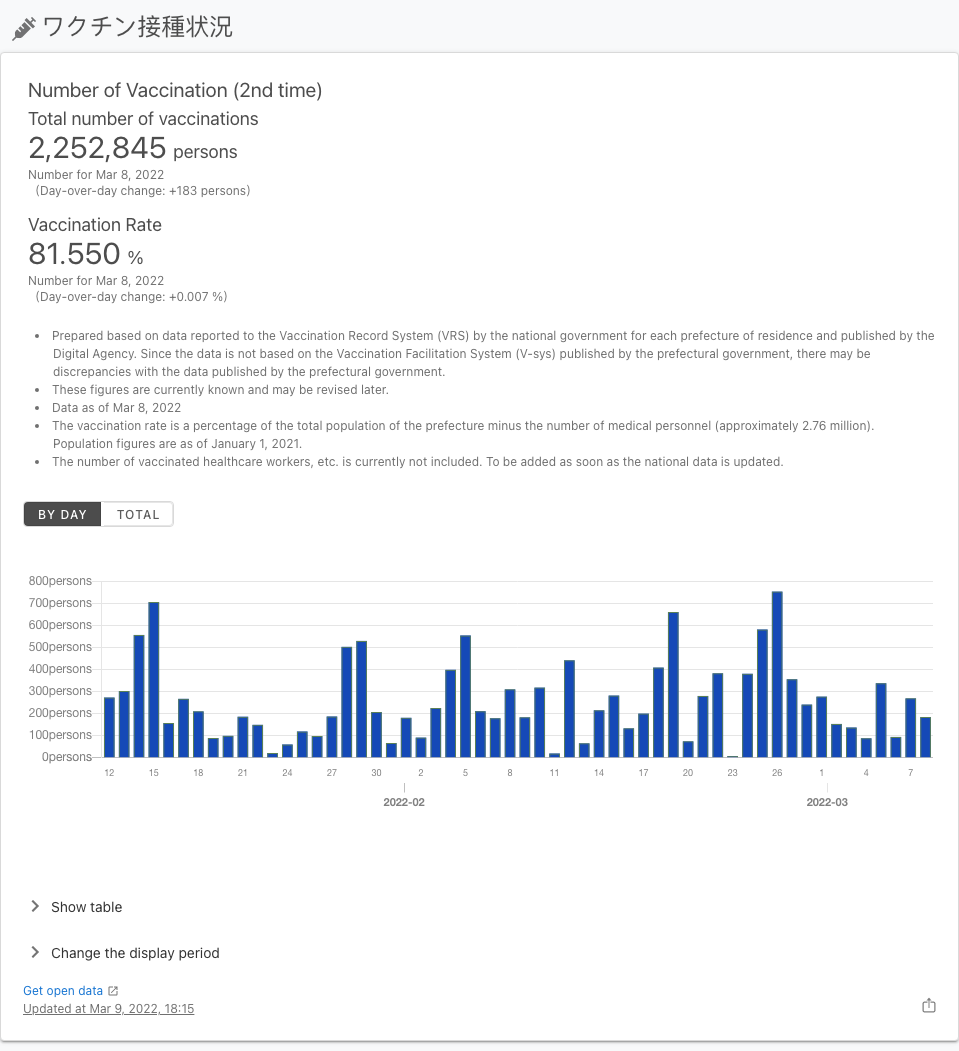 ワクチン接種状況
Number of Vaccination (2nd time)
Total number of vaccinations
2,252,845 persons
Number for Mar 8, 2022
(Day-over-day change: +183 persons)
Vaccination Rate
81.550 %
Number for Mar 8, 2022
(Day-over-day change: +0.007 %)
• Prepared based on data reported to the Vaccination Record System (VRS) by the national government for each prefecture of residence and published by the
Digital Agency. Since the data is not based on the Vaccination Facilitation System (V-sys) published by the prefectural government, there may be
discrepancies with the data published by the prefectural government.
• These figures are currently known and may be revised later.
• Data as of Mar 8, 2022
• The vaccination rate is a percentage of the total population of the prefecture minus the number of medical personnel (approximately 2.76 million).
Population figures are as of January 1, 2021.
• The number of vaccinated healthcare workers, etc. is currently not included. To be added as soon as the national data is updated.
BY DAY TOTAL
800persons
700persons
600persons
500persons
400persons
300persons
200persons
100persons
0persons
12 15 18 21 24 27 30 2 5 8 11 14 17 20 23 26 1 4 7
2022-02 2022-03
Show table
Change the display period
Get open data
Updated at Mar 9, 2022, 18:15